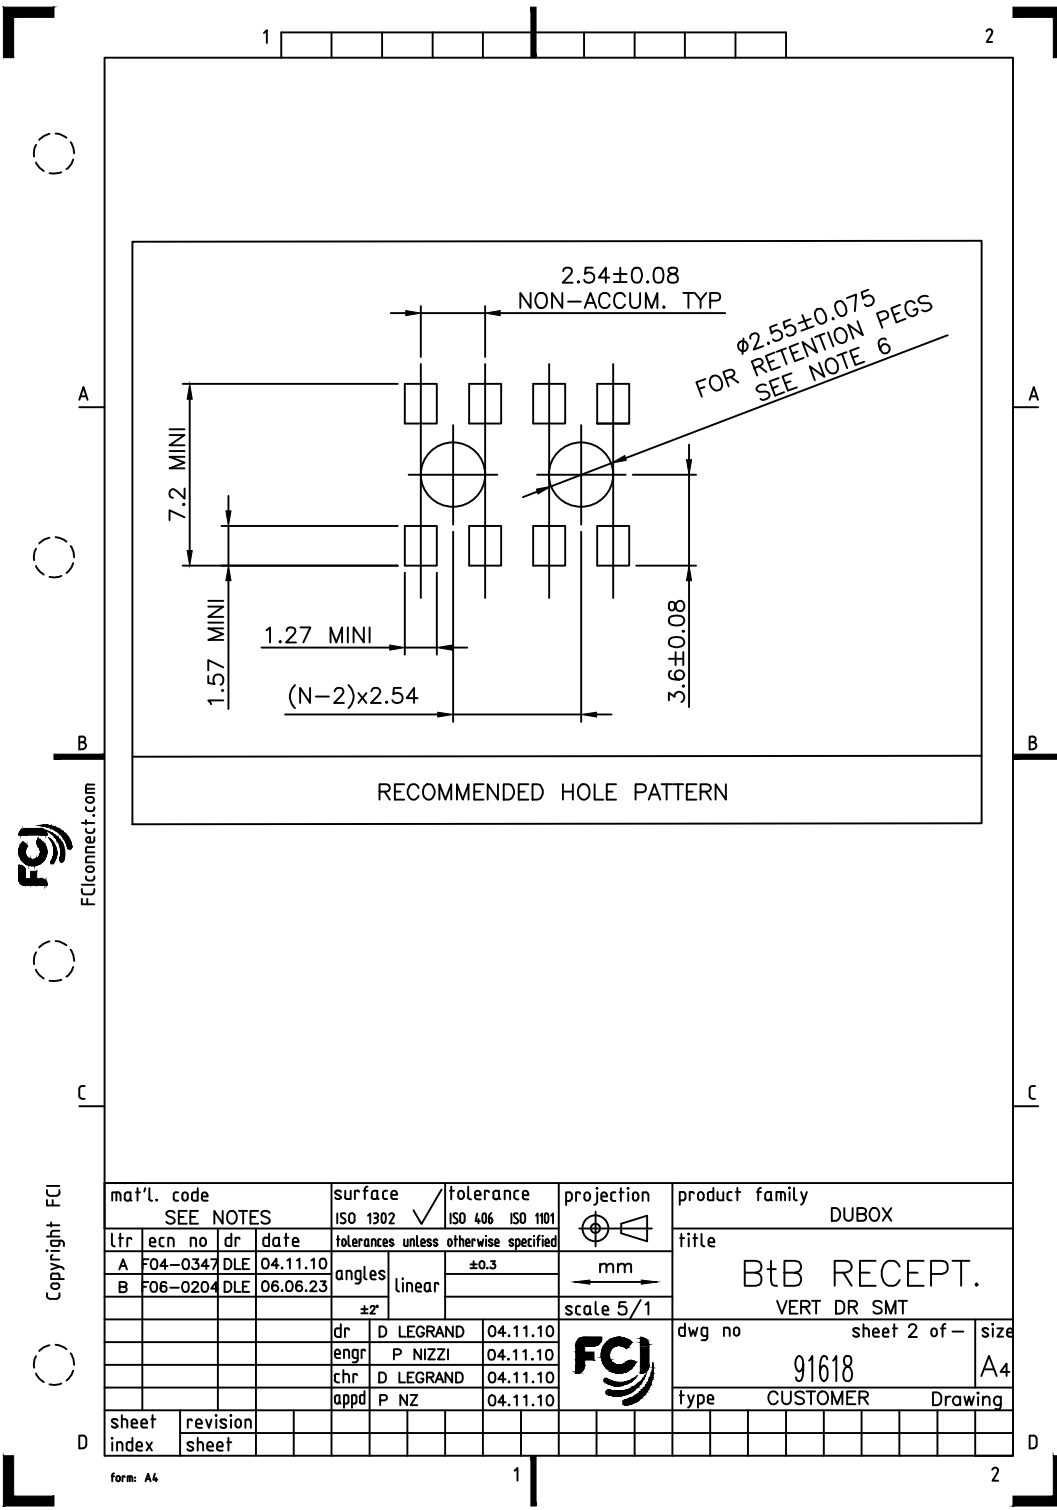 1
2
2.54±0.08
NON-ACCUM. TYP
ø2.55±0.075
FOR RETENTION PEGS
SEE NOTE 6
A
A
7.2 MINI
1.57 MINI
1.27 MINI
(N-2)x2.54
3.6±0.08
B
B
RECOMMENDED HOLE PATTERN
FCI
FCIconnect.com
C
C
Copyright FCI
mat'l. code
SEE NOTES
surface
ISO 1302
tolerance
ISO 406 ISO 1101
projection
product family
DUBOX
ltr ecn no dr date
tolerances unless otherwise specified
title
BtB RECEPT.
VERT DR SMT
A F04-0347 DLE 04.11.10
B F06-0204 DLE 06.06.23
angles
±2°
linear
±0.3
mm
scale 5/1
dr D LEGRAND 04.11.10
engr P NIZZI 04.11.10
chr D LEGRAND 04.11.10
appd P NZ 04.11.10
FCI
dwg no
sheet 2 of -
size
91618
A4
type CUSTOMER Drawing
sheet
index
revision
sheet
D
D
form: A4
1
2